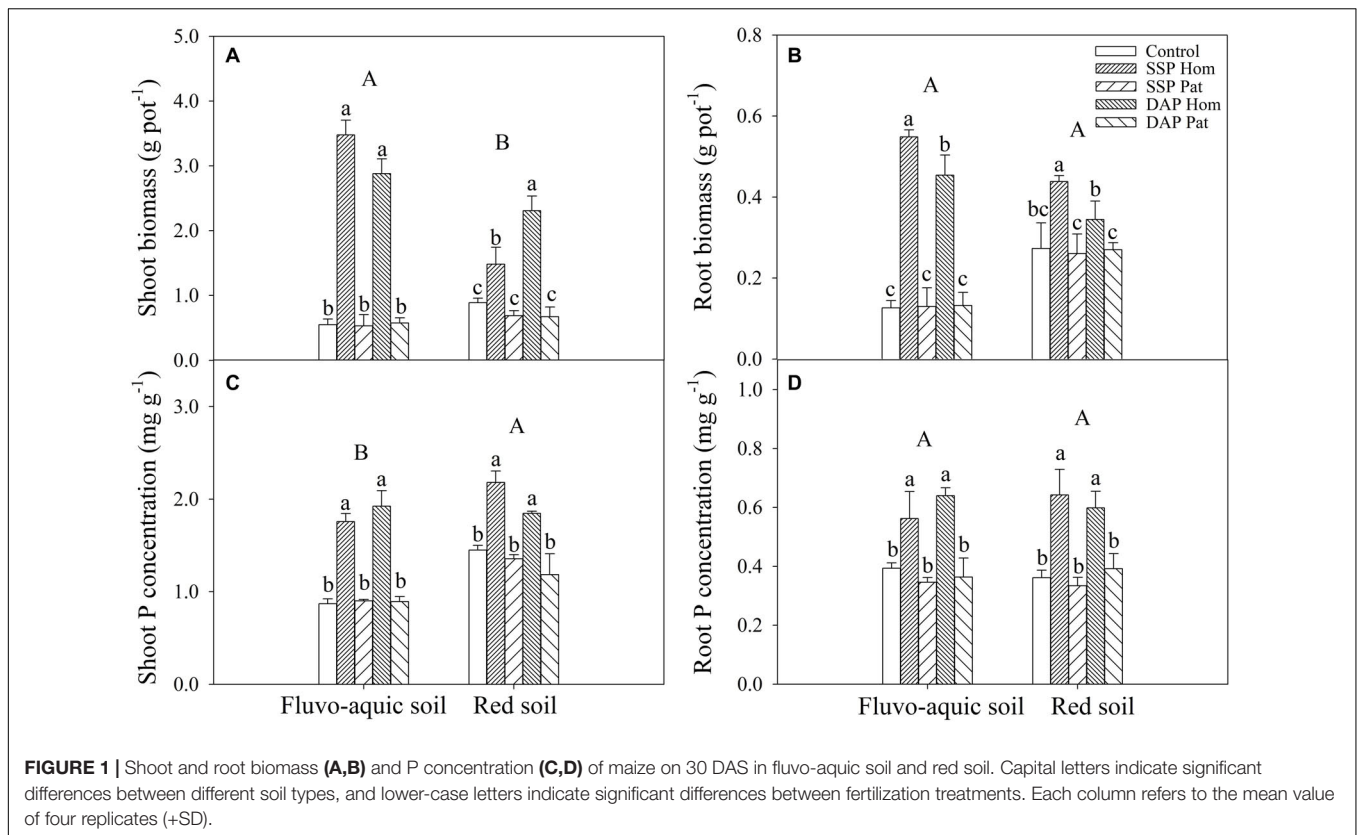 A
Shoot biomass (g pot⁻¹)
5.0
4.0
3.0
2.0
1.0
0.0
A
B
b
a
b
a
b
c
b
c
a
c
B
Root biomass (g pot⁻¹)
0.8
0.6
0.4
0.2
0.0
Control
SSP Hom
SSP Pat
DAP Hom
DAP Pat
A
A
c
a
c
b
c
bc
a
c
b
c
C
Shoot P concentration (mg g⁻¹)
3.0
2.0
1.0
0.0
B
A
b
a
b
a
b
b
a
b
a
b
Fluvo-aquic soil
Red soil
D
Root P concentration (mg g⁻¹)
1.0
0.8
0.6
0.4
0.2
0.0
A
A
b
a
b
a
b
b
a
b
a
b
Fluvo-aquic soil
Red soil
FIGURE 1 | Shoot and root biomass (A,B) and P concentration (C,D) of maize on 30 DAS in fluvo-aquic soil and red soil. Capital letters indicate significant
differences between different soil types, and lower-case letters indicate significant differences between fertilization treatments. Each column refers to the mean value
of four replicates (+SD).